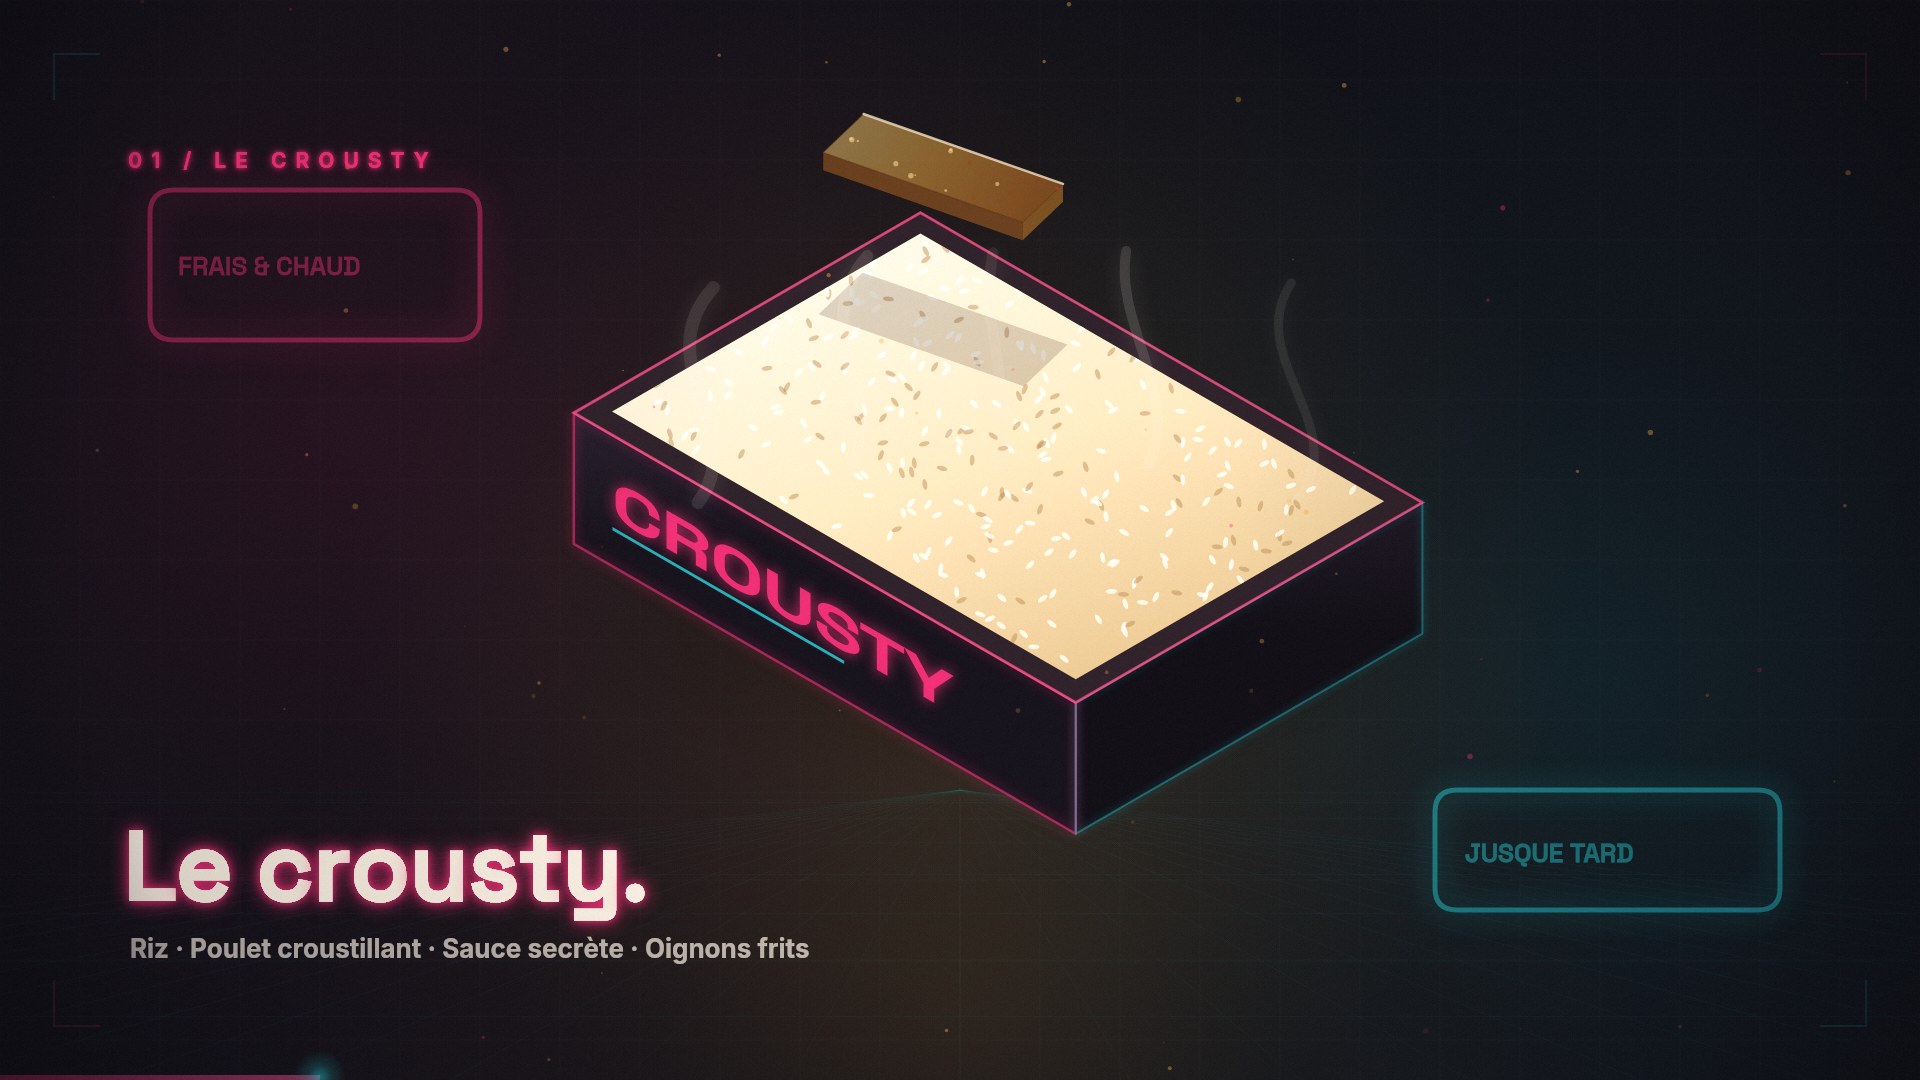 01 / LE CROUSTY
FRAIS & CHAUD
CROUSTY
Le crousty.
Riz · Poulet croustillant · Sauce secrète · Oignons frits
JUSQUE TARD